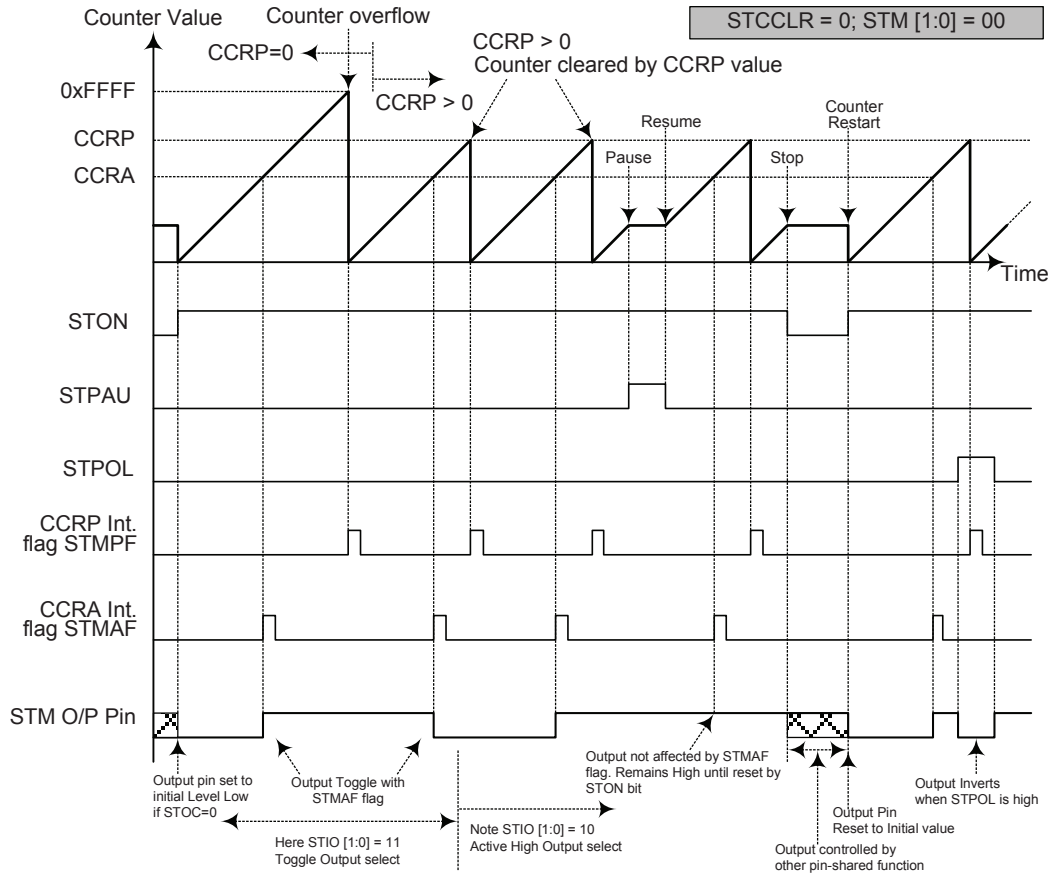 Counter Value
Counter overflow
STCCLR = 0; STM [1:0] = 00
CCRP=0
CCRP > 0
CCRP > 0
Counter cleared by CCRP value
0xFFFF
CCRP
CCRA
Pause
Resume
Stop
Counter
Restart
Time
STON
STPAU
STPOL
CCRP Int.
flag STMPF
CCRA Int.
flag STMAF
STM O/P Pin
Output pin set to
initial Level Low
if STOC=0
Output Toggle with
STMAF flag
Output not affected by STMAF
flag. Remains High until reset by
STON bit
Output Inverts
when STPOL is high
Output Pin
Reset to Initial value
Here STIO [1:0] = 11
Toggle Output select
Note STIO [1:0] = 10
Active High Output select
Output controlled by
other pin-shared function